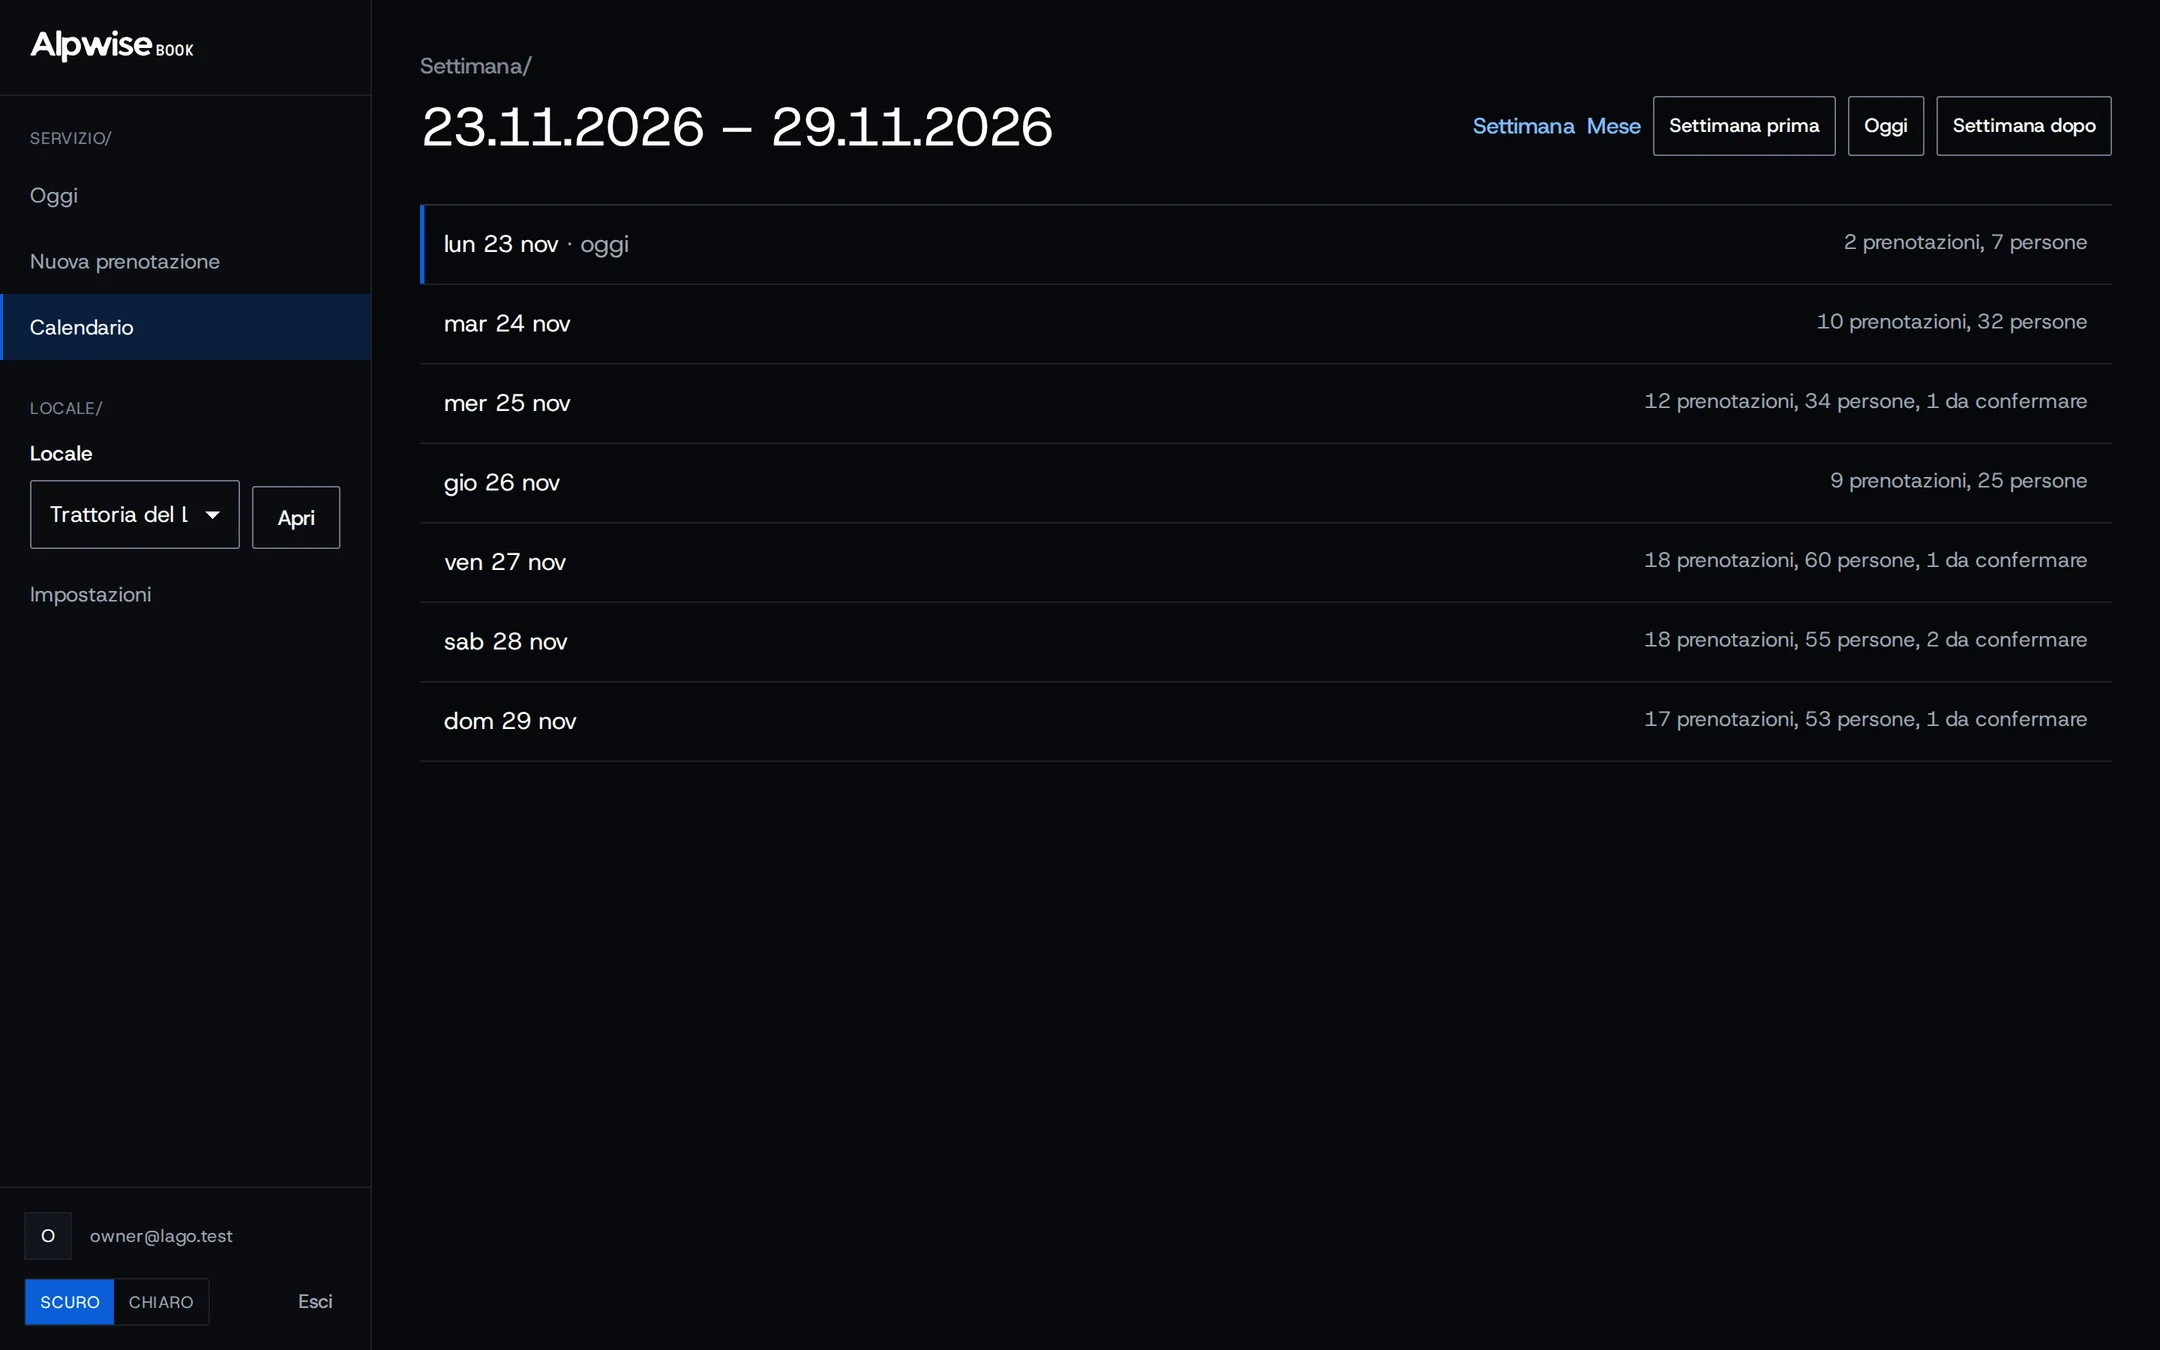 Alpwise BOOK
SERVIZIO/
Oggi
Nuova prenotazione
Calendario
LOCALE/
Locale
Trattoria del L
Apri
Impostazioni
owner@lago.test
O
SCURO CHIARO
Esci
Settimana/
23.11.2026 – 29.11.2026
Settimana Mese Settimana prima Oggi Settimana dopo
lun 23 nov · oggi 2 prenotazioni, 7 persone
mar 24 nov 10 prenotazioni, 32 persone
mer 25 nov 12 prenotazioni, 34 persone, 1 da confermare
gio 26 nov 9 prenotazioni, 25 persone
ven 27 nov 18 prenotazioni, 60 persone, 1 da confermare
sab 28 nov 18 prenotazioni, 55 persone, 2 da confermare
dom 29 nov 17 prenotazioni, 53 persone, 1 da confermare